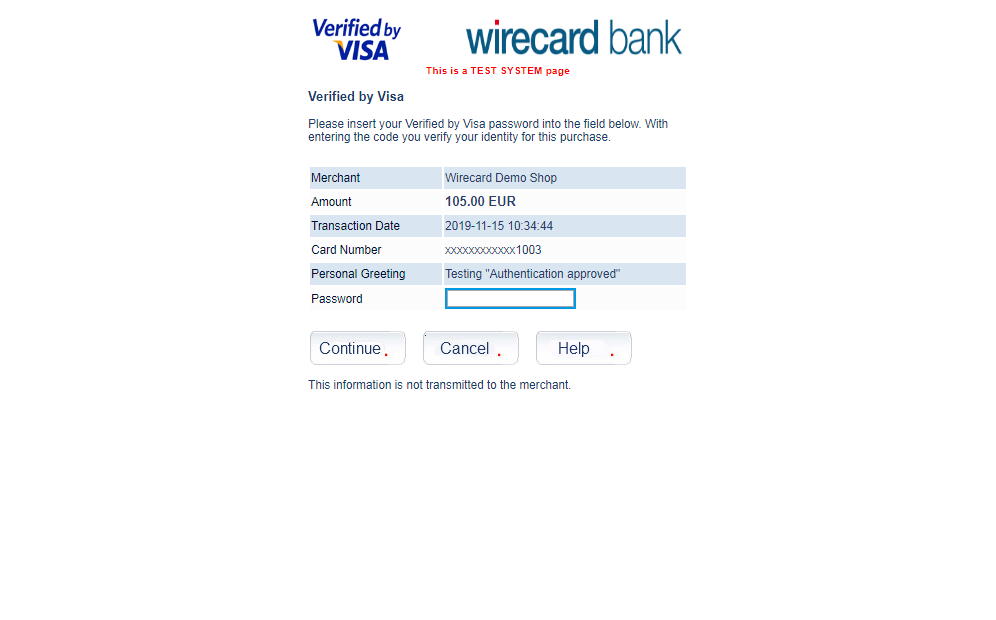 Verified by
VISA
wirecard bank
This is a TEST SYSTEM page
Verified by Visa
Please insert your Verified by Visa password into the field below. With
entering the code you verify your identity for this purchase.
Merchant Wirecard Demo Shop
Amount 105.00 EUR
Transaction Date 2019-11-15 10:34:44
Card Number xxxxxxxxxxxx1003
Personal Greeting Testing "Authentication approved"
Password
Continue. Cancel . Help .
This information is not transmitted to the merchant.